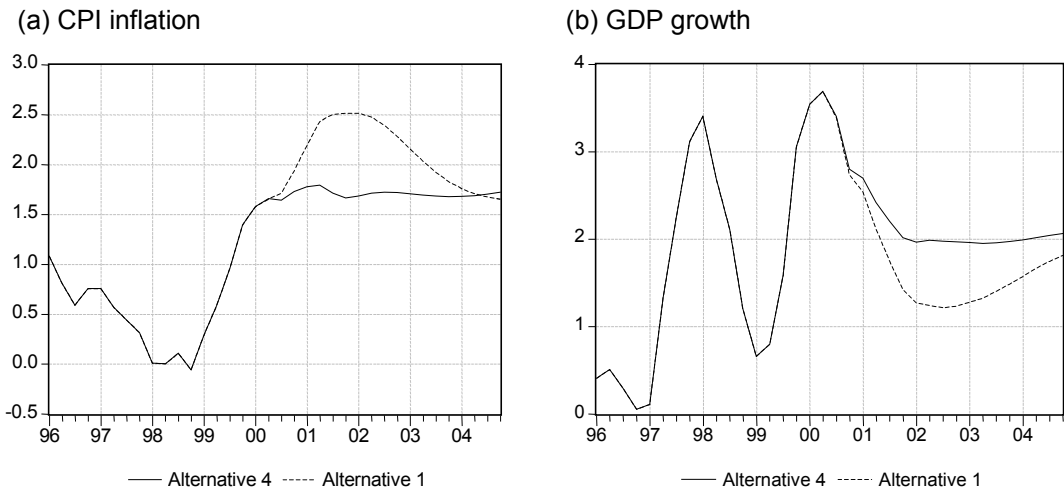 (a) CPI inflation
3.0
2.5
2.0
1.5
1.0
0.5
0.0
-0.5
96 97 98 99 00 01 02 03 04
Alternative 4 Alternative 1
(b) GDP growth
4
3
2
1
0
96 97 98 99 00 01 02 03 04
Alternative 4 Alternative 1